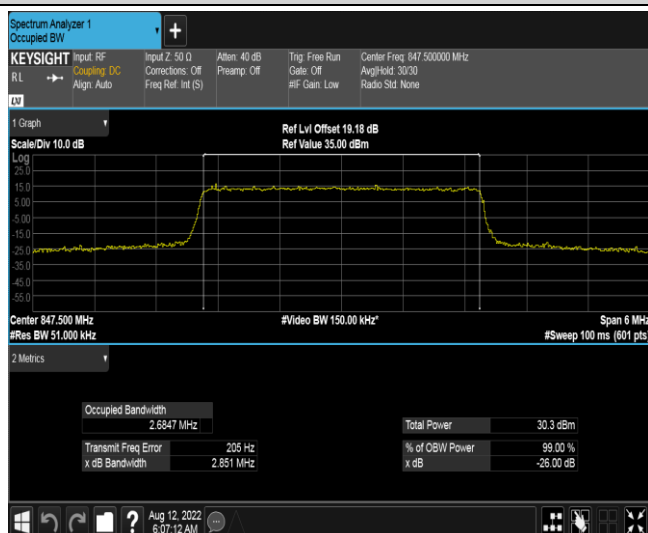 Spectrum Analyzer 1
Occupied BW
+
KEYSIGHT Input: RF Input Z: 50 Ω Atten: 40 dB Trig: Free Run Center Freq: 847.500000 MHz
RL Coupling: DC Corrections: Off Preamp: Off Gate: Off Avg|Hold: 30/30
Align: Auto Freq Ref: Int (S) #IF Gain: Low Radio Std: None
LXI
1 Graph
Ref Lvl Offset 19.18 dB
Scale/Div 10.0 dB Ref Value 35.00 dBm
Log
25.0
15.0
5.00
-5.00
-15.0
-25.0
-35.0
-45.0
-55.0
Center 847.500 MHz #Video BW 150.00 kHz* Span 6 MHz
#Res BW 51.000 kHz #Sweep 100 ms (601 pts)
2 Metrics
Occupied Bandwidth
2.6847 MHz Total Power 30.3 dBm
Transmit Freq Error 205 Hz % of OBW Power 99.00 %
x dB Bandwidth 2.851 MHz x dB -26.00 dB
? Aug 12, 2022
6:07:12 AM